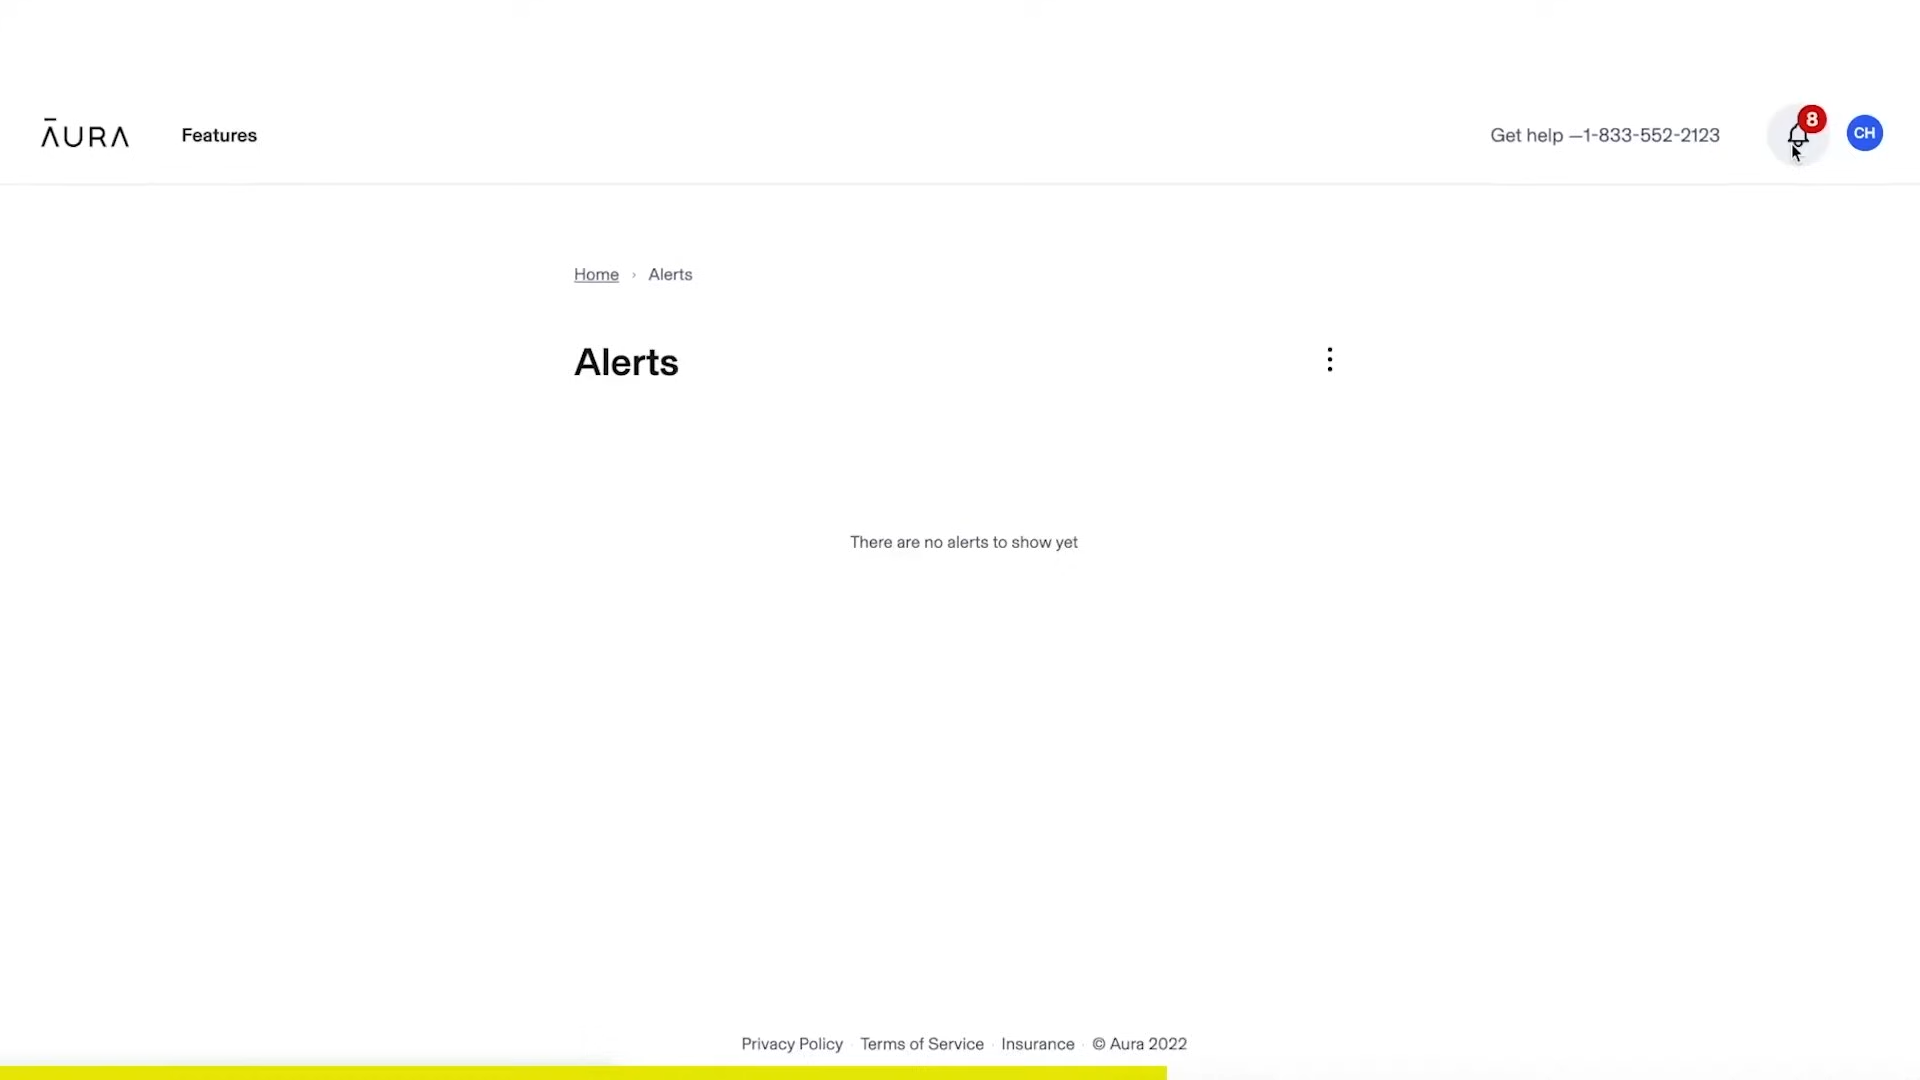 ĀURA Features Get help —1-833-552-2123 8 CH
Home › Alerts
Alerts
There are no alerts to show yet
Privacy Policy · Terms of Service · Insurance · © Aura 2022